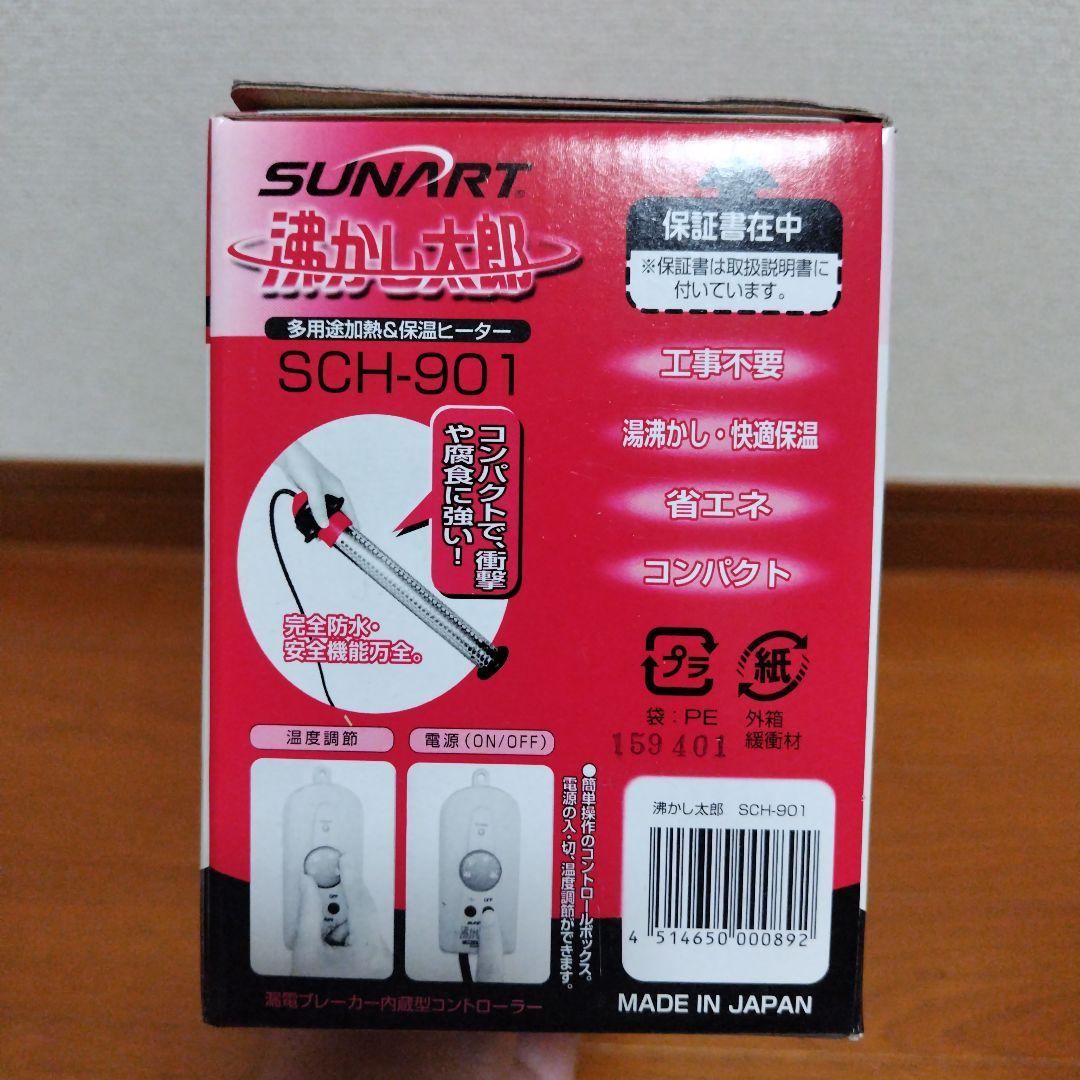 SUNART
沸かし太郎
多用途加熱&保温ヒーター
SCH-901
コンパクトで、衝撃
や腐食に強い!
完全防水・
安全機能万全。
保証書在中
※保証書は取扱説明書に
付いています。
工事不要
湯沸かし・快適保温
省エネ
コンパクト
プラ
紙
袋:PE
外箱
緩衝材
159401
温度調節
電源(ON/OFF)
●簡単操作のコントロールボックス。
電源の入・切、温度調節ができます。
漏電ブレーカー内蔵型コントローラー
沸かし太郎 SCH-901
4 514650 000892
MADE IN JAPAN